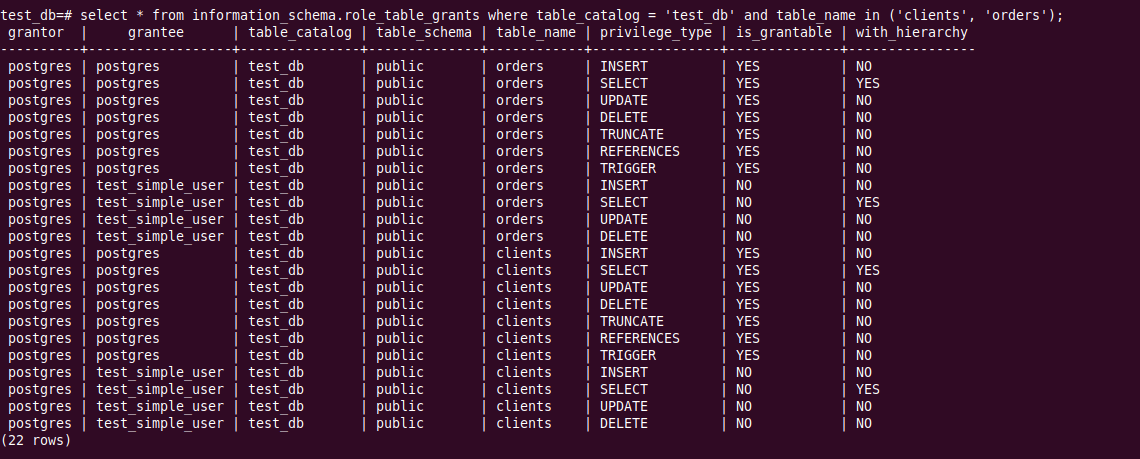 test_db=# select * from information_schema.role_table_grants where table_catalog = 'test_db' and table_name in ('clients', 'orders');
 grantor  |     grantee      | table_catalog | table_schema | table_name | privilege_type | is_grantable | with_hierarchy
----------+------------------+---------------+--------------+------------+----------------+--------------+----------------
 postgres | postgres         | test_db       | public       | orders     | INSERT         | YES          | NO
 postgres | postgres         | test_db       | public       | orders     | SELECT         | YES          | YES
 postgres | postgres         | test_db       | public       | orders     | UPDATE         | YES          | NO
 postgres | postgres         | test_db       | public       | orders     | DELETE         | YES          | NO
 postgres | postgres         | test_db       | public       | orders     | TRUNCATE       | YES          | NO
 postgres | postgres         | test_db       | public       | orders     | REFERENCES     | YES          | NO
 postgres | postgres         | test_db       | public       | orders     | TRIGGER        | YES          | NO
 postgres | test_simple_user | test_db       | public       | orders     | INSERT         | NO           | NO
 postgres | test_simple_user | test_db       | public       | orders     | SELECT         | NO           | YES
 postgres | test_simple_user | test_db       | public       | orders     | UPDATE         | NO           | NO
 postgres | test_simple_user | test_db       | public       | orders     | DELETE         | NO           | NO
 postgres | postgres         | test_db       | public       | clients    | INSERT         | YES          | NO
 postgres | postgres         | test_db       | public       | clients    | SELECT         | YES          | YES
 postgres | postgres         | test_db       | public       | clients    | UPDATE         | YES          | NO
 postgres | postgres         | test_db       | public       | clients    | DELETE         | YES          | NO
 postgres | postgres         | test_db       | public       | clients    | TRUNCATE       | YES          | NO
 postgres | postgres         | test_db       | public       | clients    | REFERENCES     | YES          | NO
 postgres | postgres         | test_db       | public       | clients    | TRIGGER        | YES          | NO
 postgres | test_simple_user | test_db       | public       | clients    | INSERT         | NO           | NO
 postgres | test_simple_user | test_db       | public       | clients    | SELECT         | NO           | YES
 postgres | test_simple_user | test_db       | public       | clients    | UPDATE         | NO           | NO
 postgres | test_simple_user | test_db       | public       | clients    | DELETE         | NO           | NO
(22 rows)